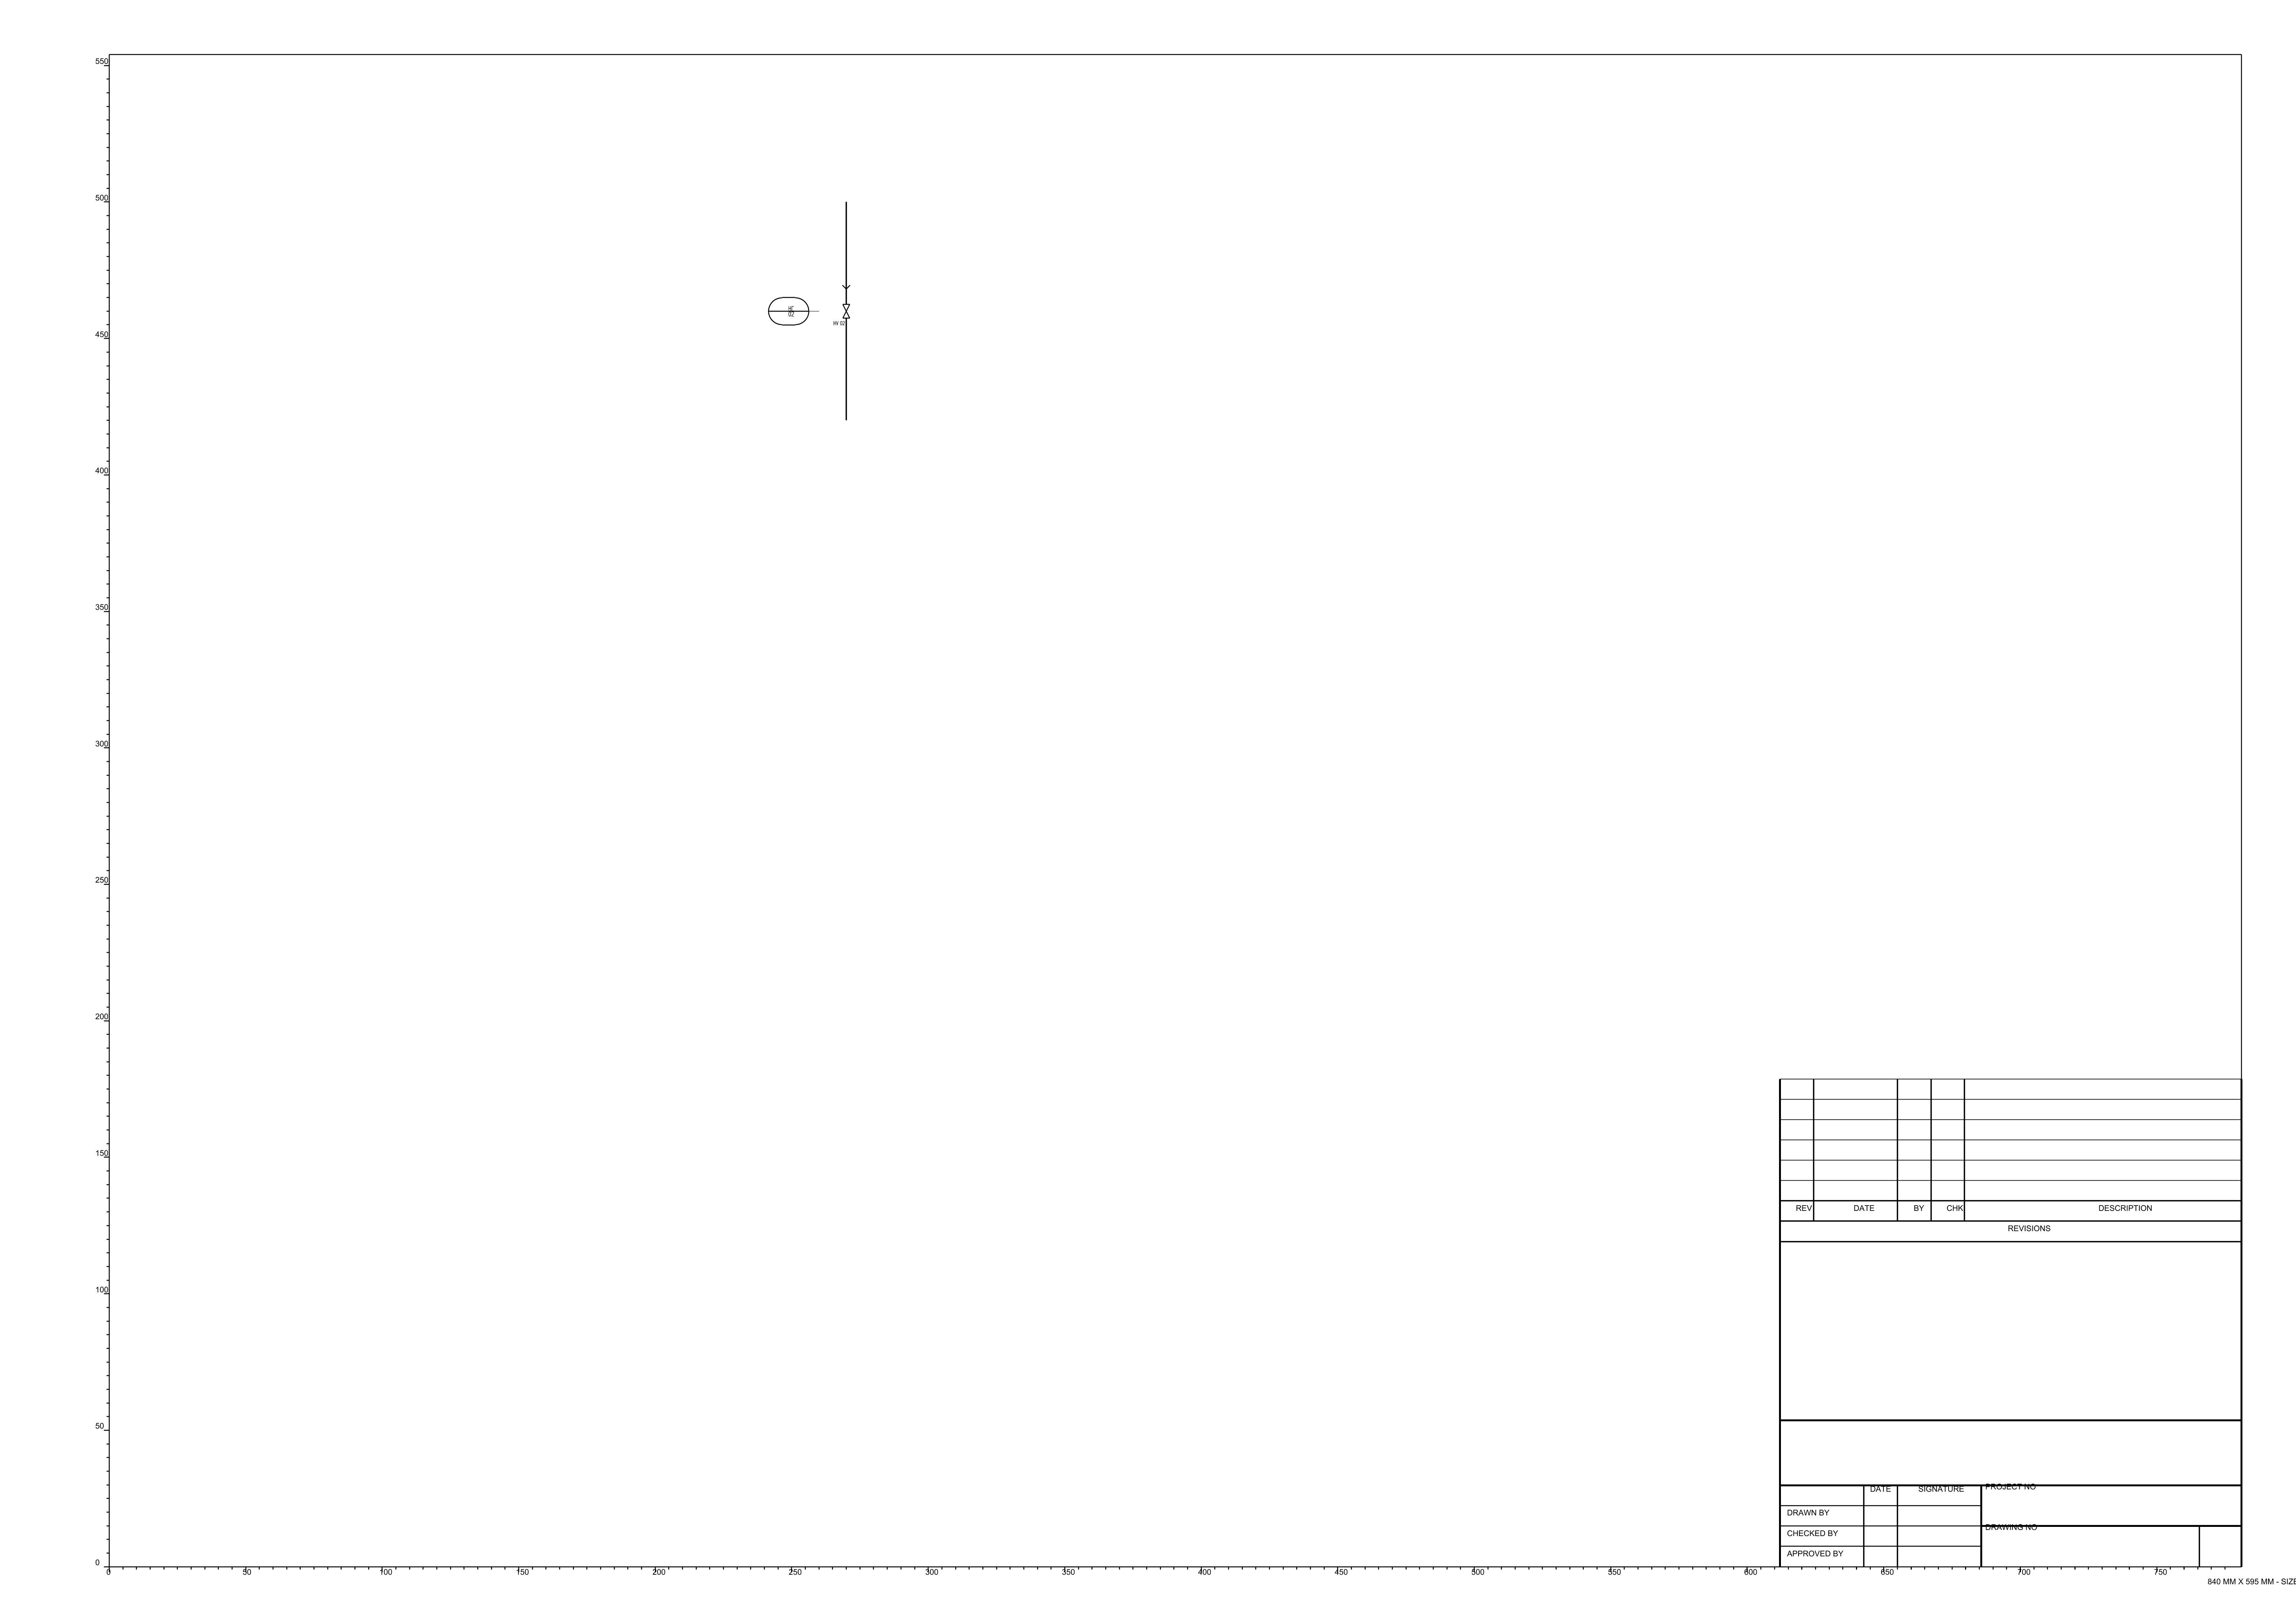 550
500
HC
02
HV 02
450
400
350
300
250
200
150
REV DATE BY CHK DESCRIPTION
REVISIONS
100
50
DATE SIGNATURE PROJECT NO
DRAWN BY
DRAWING NO
CHECKED BY
APPROVED BY
0
0 50 100 150 200 250 300 350 400 450 500 550 600 650 700 750
840 MM X 595 MM - SIZE